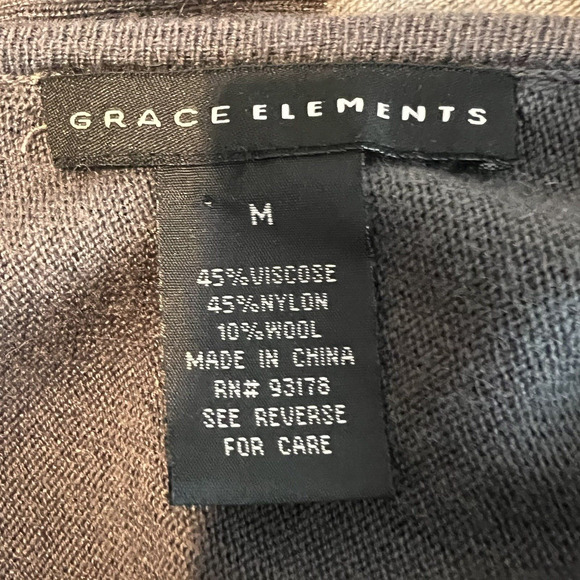 GRACE ELEMENTS
M
45%VISCOSE
45%NYLON
10%WOOL
MADE IN CHINA
RN# 93178
SEE REVERSE
FOR CARE